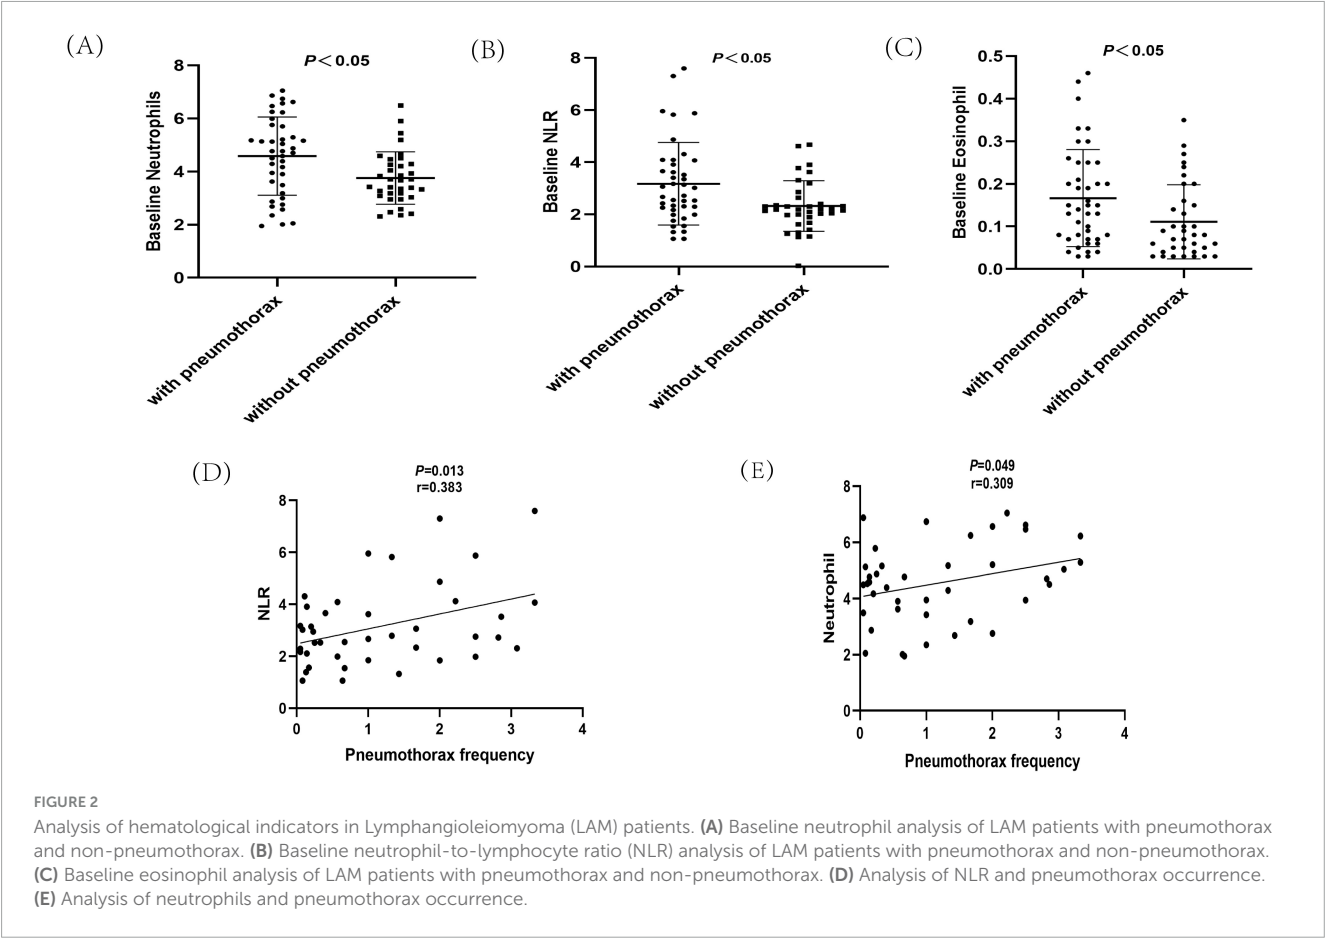 (A)
P＜0.05
8
6
4
2
0
Baseline Neutrophils
with pneumothorax
without pneumothorax
(B)
P＜0.05
8
6
4
2
0
Baseline NLR
with pneumothorax
without pneumothorax
(C)
P＜0.05
0.5
0.4
0.3
0.2
0.1
0.0
Baseline Eosinophil
with pneumothorax
without pneumothorax
(D)
P=0.013
r=0.383
8
6
4
2
0
NLR
0 1 2 3 4
Pneumothorax frequency
(E)
P=0.049
r=0.309
8
6
4
2
0
Neutrophil
0 1 2 3 4
Pneumothorax frequency
FIGURE 2
Analysis of hematological indicators in Lymphangioleiomyoma (LAM) patients. (A) Baseline neutrophil analysis of LAM patients with pneumothorax
and non-pneumothorax. (B) Baseline neutrophil-to-lymphocyte ratio (NLR) analysis of LAM patients with pneumothorax and non-pneumothorax.
(C) Baseline eosinophil analysis of LAM patients with pneumothorax and non-pneumothorax. (D) Analysis of NLR and pneumothorax occurrence.
(E) Analysis of neutrophils and pneumothorax occurrence.